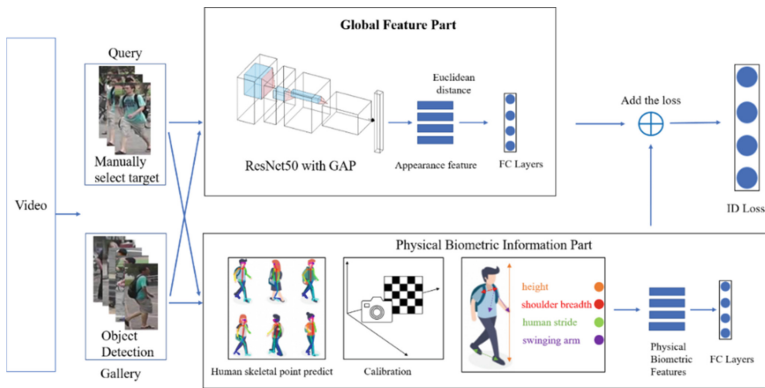 Video
Query
Manually
select target
Object
Detection
Gallery
Global Feature Part
ResNet50 with GAP
Euclidean
distance
Appearance feature
FC Layers
Add the loss
ID Loss
Physical Biometric Information Part
Human skeletal point predict
Calibration
height
shoulder breadth
human stride
swinging arm
Physical
Biometric
Features
FC Layers